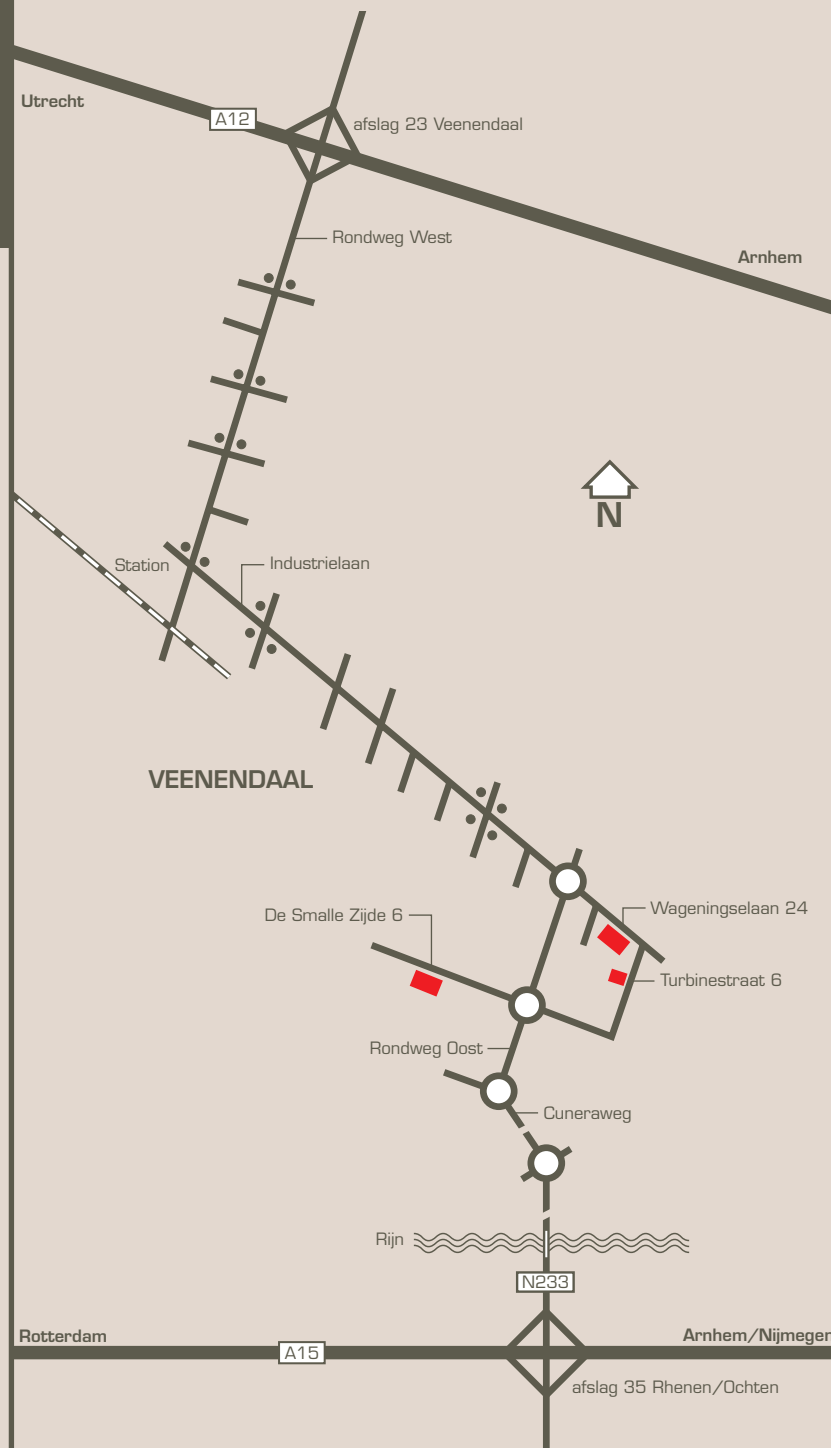 Utrecht
A12
afslag 23 Veenendaal
Rondweg West
Arnhem
N
Station
Industrielaan
VEENENDAAL
De Smalle Zijde 6
Wageningselaan 24
Turbinestraat 6
Rondweg Oost
Cuneraweg
Rijn
N233
Rotterdam
Arnhem/Nijmegen
A15
afslag 35 Rhenen/Ochten